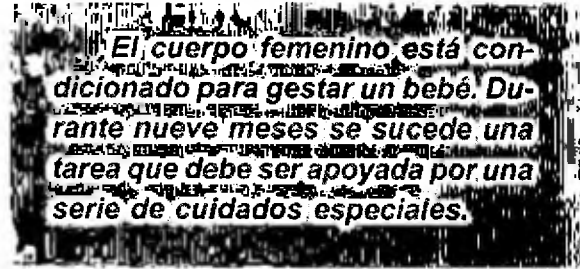 El cuerpo femenino está con-
dicionado para gestar un bebé. Du-
rante nueve meses se sucede una
tarea que debe ser apoyada por una
serie de cuidados especiales.